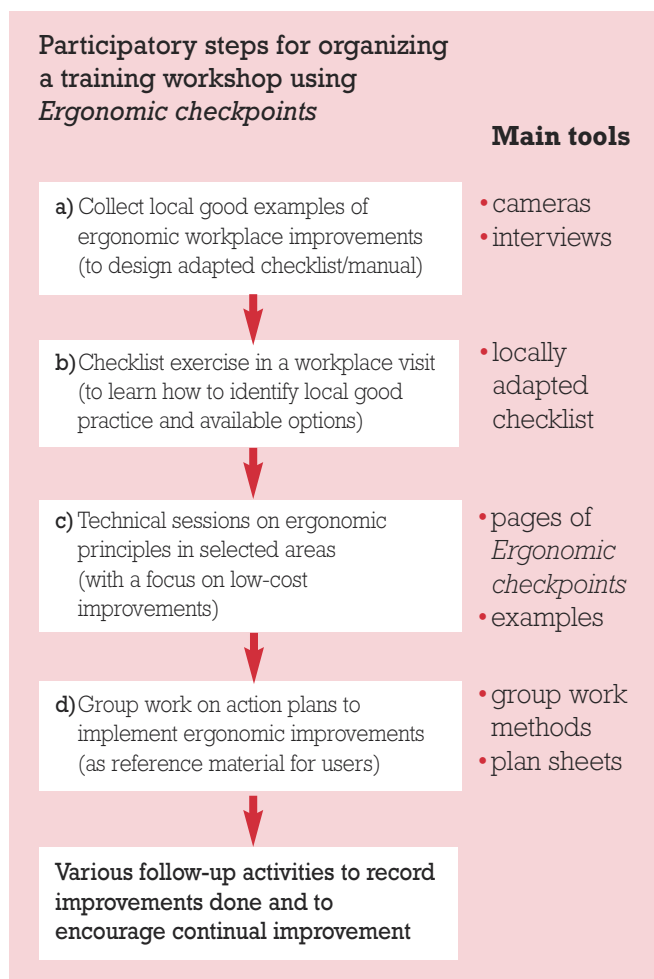 Participatory steps for organizing
a training workshop using
Ergonomic checkpoints
Main tools
a) Collect local good examples of
ergonomic workplace improvements
(to design adapted checklist/manual)
• cameras
• interviews
b) Checklist exercise in a workplace visit
(to learn how to identify local good
practice and available options)
• locally
adapted
checklist
c) Technical sessions on ergonomic
principles in selected areas
(with a focus on low-cost
improvements)
• pages of
Ergonomic
checkpoints
• examples
d) Group work on action plans to
implement ergonomic improvements
(as reference material for users)
• group work
methods
• plan sheets
Various follow-up activities to record
improvements done and to
encourage continual improvement